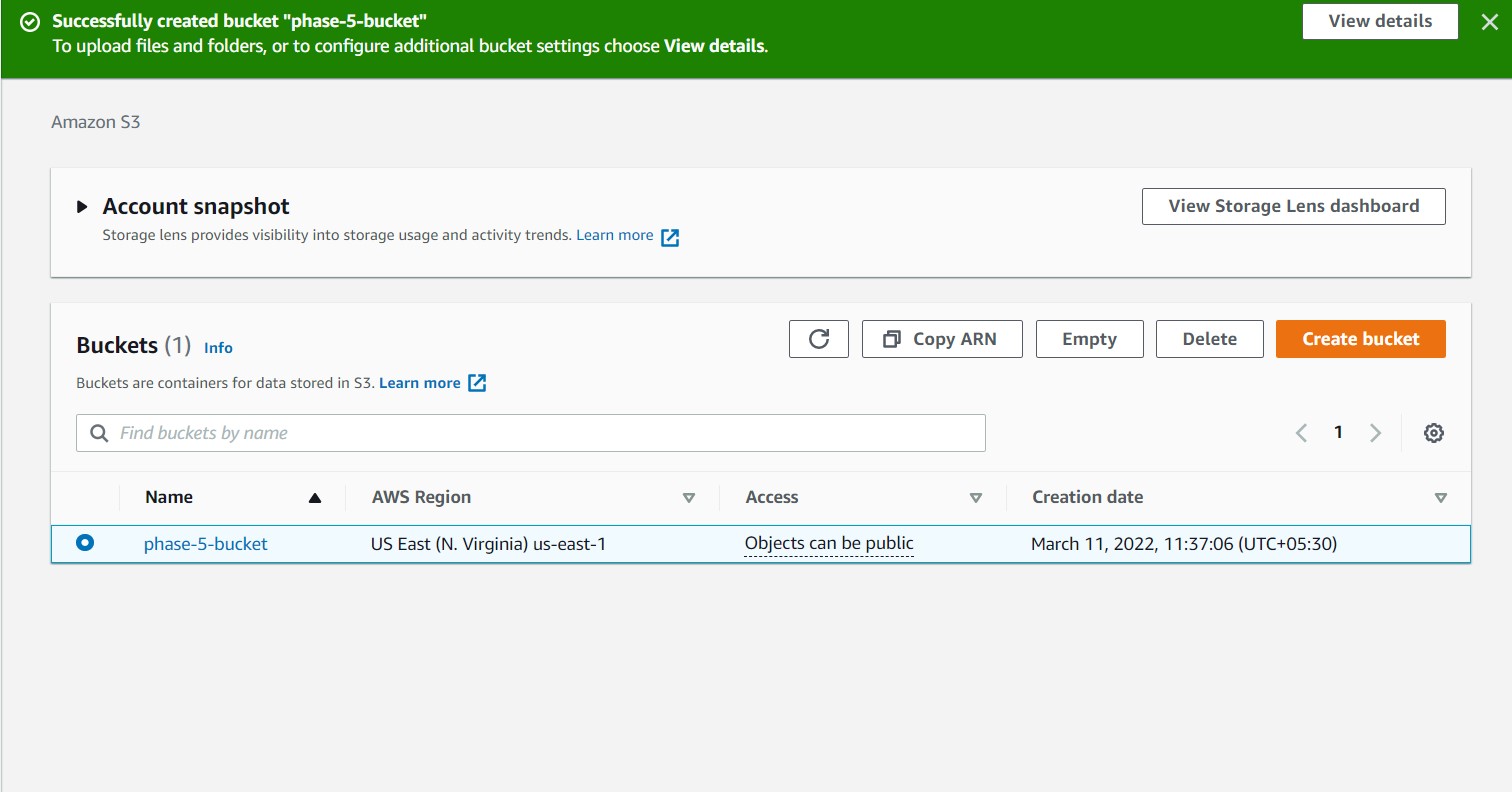 Successfully created bucket "phase-5-bucket"
View details
To upload files and folders, or to configure additional bucket settings choose View details.
Amazon S3
Account snapshot
View Storage Lens dashboard
Storage lens provides visibility into storage usage and activity trends. Learn more
Buckets (1) Info
Copy ARN
Empty
Delete
Create bucket
Buckets are containers for data stored in S3. Learn more
Find buckets by name
1
Name AWS Region Access Creation date
phase-5-bucket US East (N. Virginia) us-east-1 Objects can be public March 11, 2022, 11:37:06 (UTC+05:30)